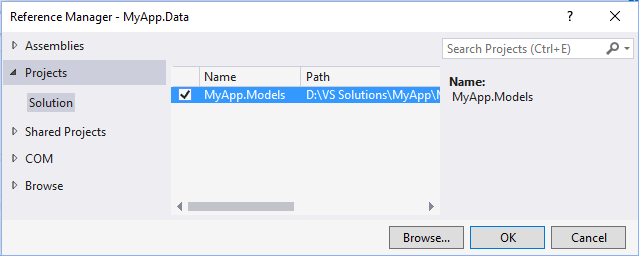 Reference Manager - MyApp.Data
? 
Assemblies
Projects
Solution
Shared Projects
COM
Browse
Name Path
MyApp.Models D:\VS Solutions\MyApp\
Search Projects (Ctrl+E)
Name:
MyApp.Models
Browse... OK Cancel